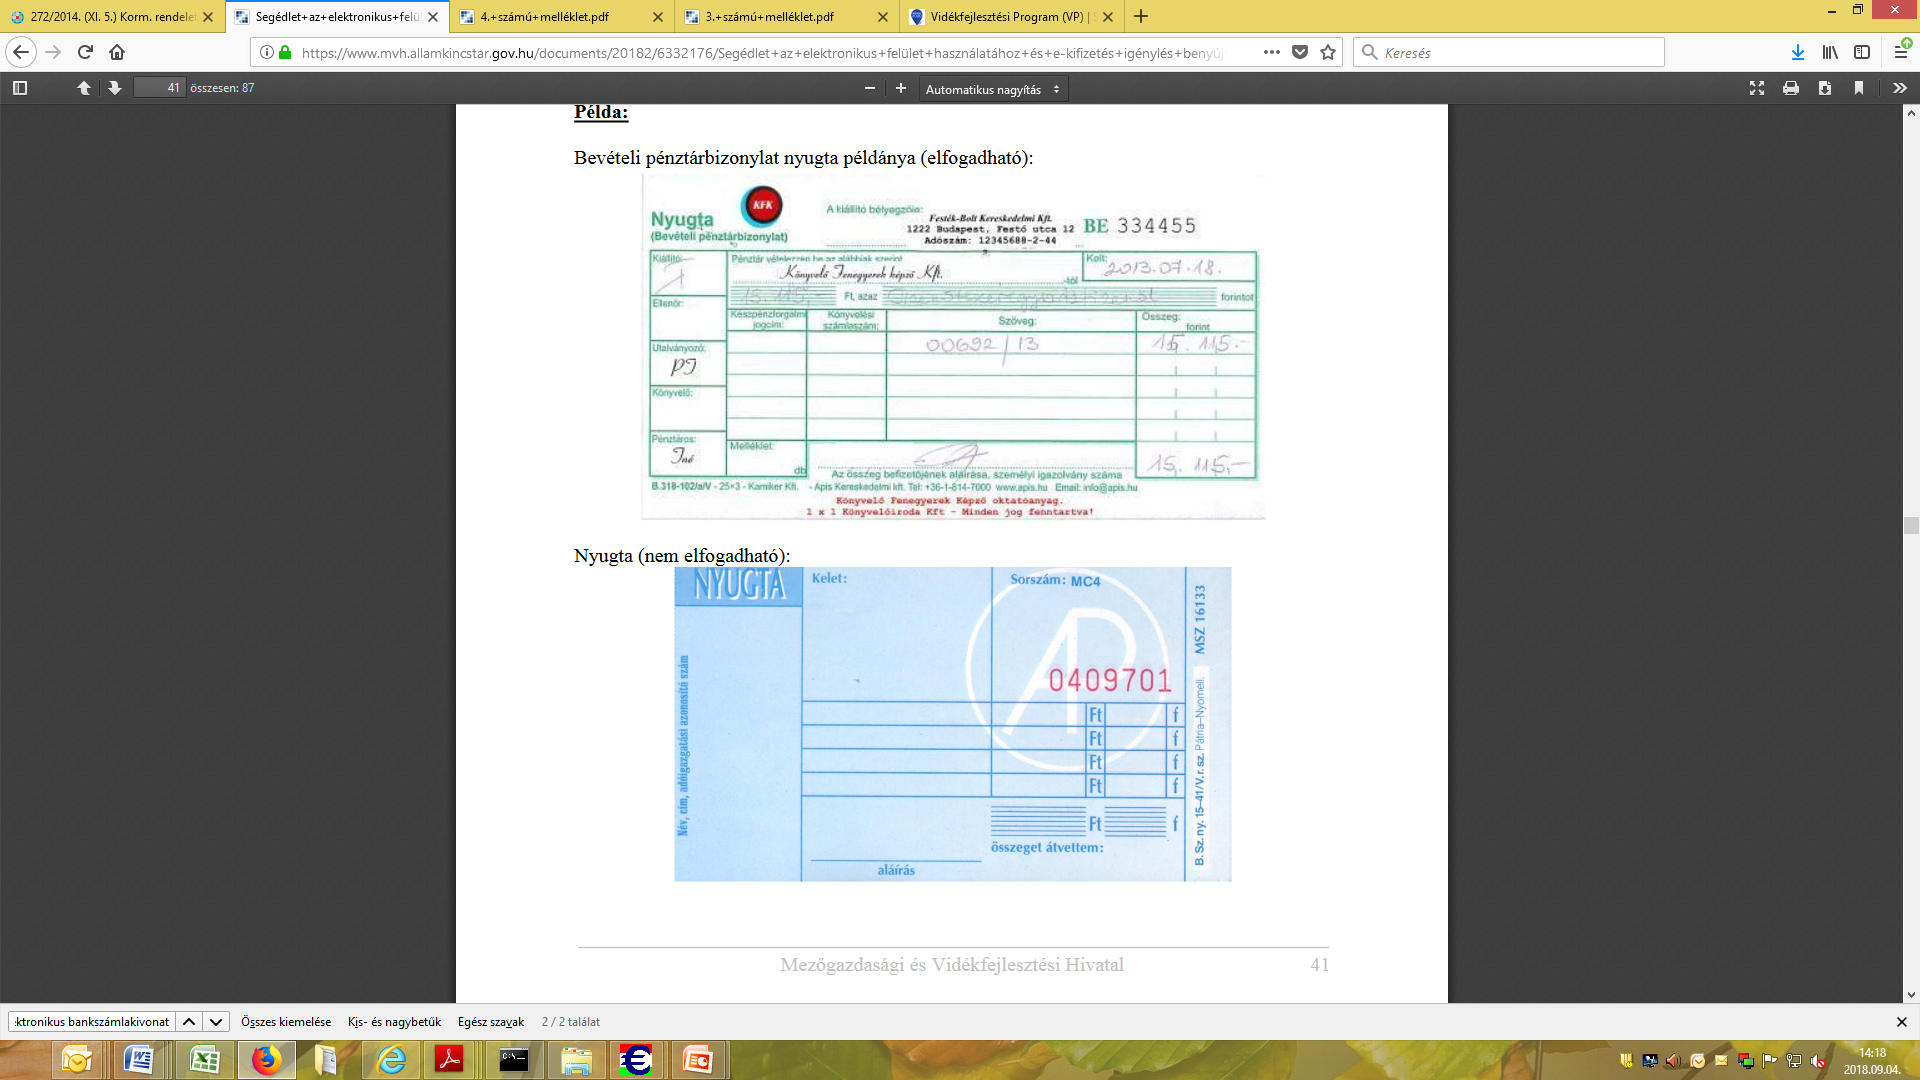 272/2014. (XI. 5.) Korm. rendelet
Segédlet+az+elektronikus+felül
4.+számú+melléklet.pdf
3.+számú+melléklet.pdf
Vidékfejlesztési Program (VP) |
https://www.mvh.allamkincstar.gov.hu/documents/20182/6332176/Segédlet+az+elektronikus+felület+használatához+és+e-kifizetés+igénylés+benyúj
Keresés
41 összesen: 87
Automatikus nagyítás
Példa:
Bevételi pénztárbizonylat nyugta példánya (elfogadható):
Nyugta
(Bevételi pénztárbizonylat)
KFK
A kiállító bélyegzője:
Festék-Bolt Kereskedelmi Kft.
1222 Budapest, Festő utca 12
Adószám: 12345688-2-44
BE 334455
Kiállító:
Pénztár
az alábbiak szerint
Könyvelő Fenegyerek képző Kft.
-tól
Kelt:
2013.07.18.
15.115,-
Ft, azaz
forintot
Ellenőr:
Készpénzforgalmi jogcím:
Könyvelési számlaszám:
Szöveg:
Összeg:
forint
00692/13
15.115.-
Utalványozó:
PJ
Könyvelő:
Pénztáros:
Melléklet:
db
15.115,-
Az összeg befizetőjének aláírása, személyi igazolvány száma
B.318-102/a/V - 25×3 - Kamiker Kft. - Apis Kereskedelmi kft. Tel: +36-1-814-7000 www.apis.hu Email: info@apis.hu
Könyvelő Fenegyerek Képző oktatóanyag.
1 x 1 Könyvelőiroda Kft - Minden jog fenntartva!
Nyugta (nem elfogadható):
NYUGTA
Kelet:
Sorszám: MC4
0409701
MSZ 16133
Név, cím, adóigazgatási azonosító szám
Ft f
Ft f
Ft f
Ft f
Ft f
összeget átvettem:
aláírás
B. Sz. ny. 15-41/V. r. sz. Pátria-Nyomell.
Mezőgazdasági és Vidékfejlesztési Hivatal 41
ktronikus bankszámlakivonat
Összes kiemelése
Kis- és nagybetűk
Egész szavak
2 / 2 találat
14:18
2018.09.04.